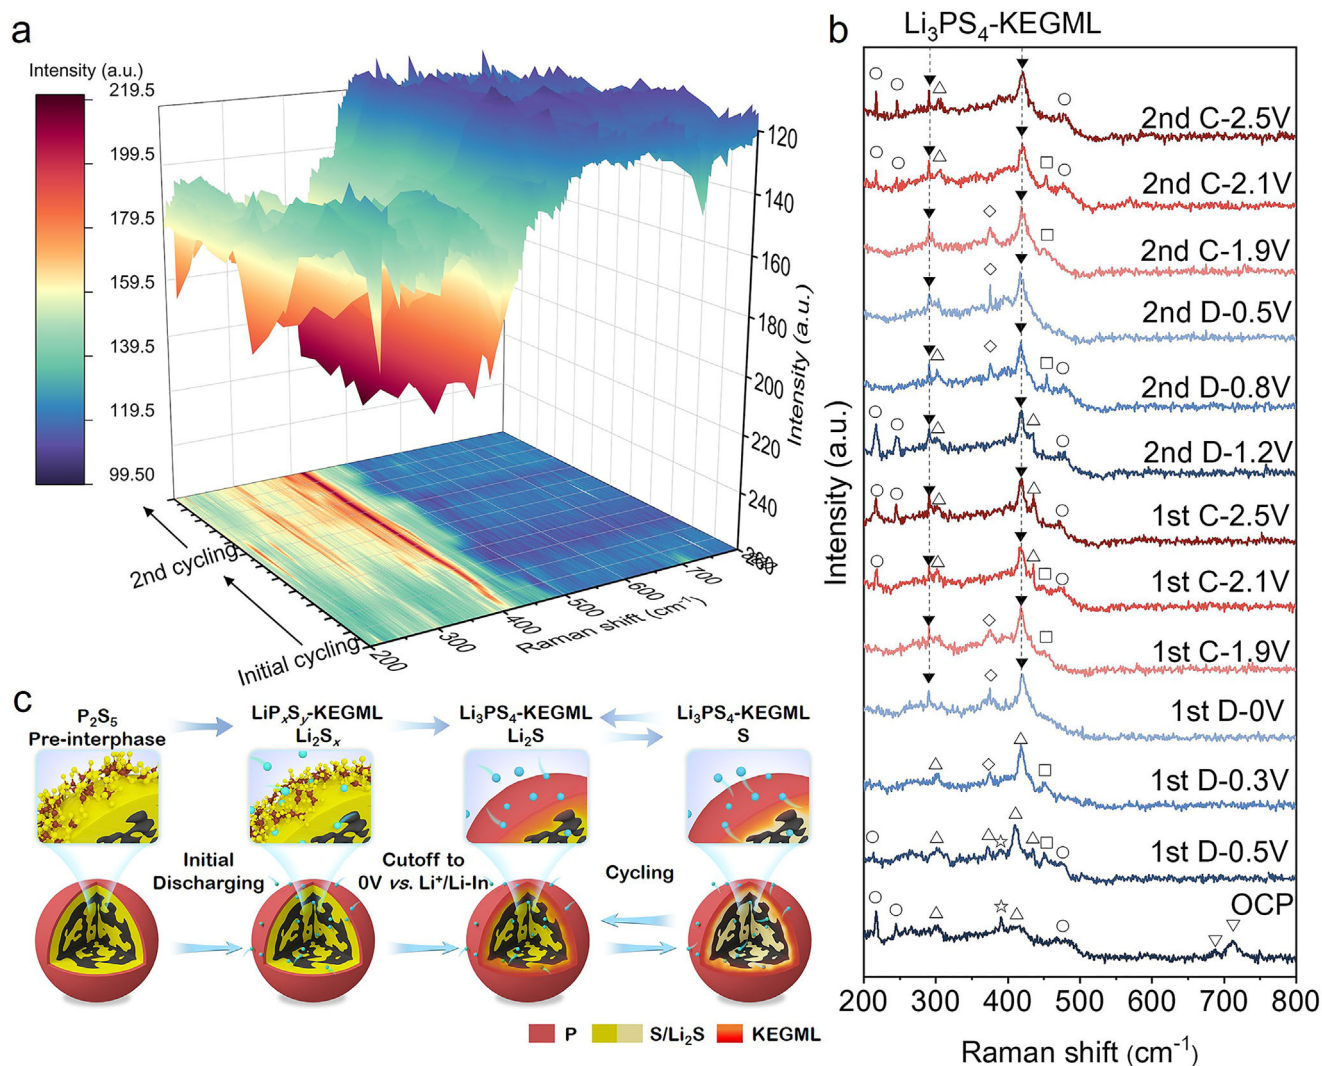 a
Intensity (a.u.)
219.5
199.5
179.5
159.5
139.5
119.5
99.50
120
140
160
180
200
220
240
260
Intensity (a.u.)
2nd cycling
Initial cycling
200
300
400
500
600
700
Raman shift (cm⁻¹)
b
Li₃PS₄-KEGML
2nd C-2.5V
2nd C-2.1V
2nd C-1.9V
2nd D-0.5V
2nd D-0.8V
2nd D-1.2V
1st C-2.5V
1st C-2.1V
1st C-1.9V
1st D-0V
1st D-0.3V
1st D-0.5V
OCP
Intensity (a.u.)
200 300 400 500 600 700 800
Raman shift (cm⁻¹)
c
P₂S₅
Pre-interphase
LiPₓSᵧ-KEGML
Li₂Sₓ
Li₃PS₄-KEGML
Li₂S
Li₃PS₄-KEGML
S
Initial
Discharging
Cutoff to
0V vs. Li⁺/Li-In
Cycling
P
S/Li₂S
KEGML